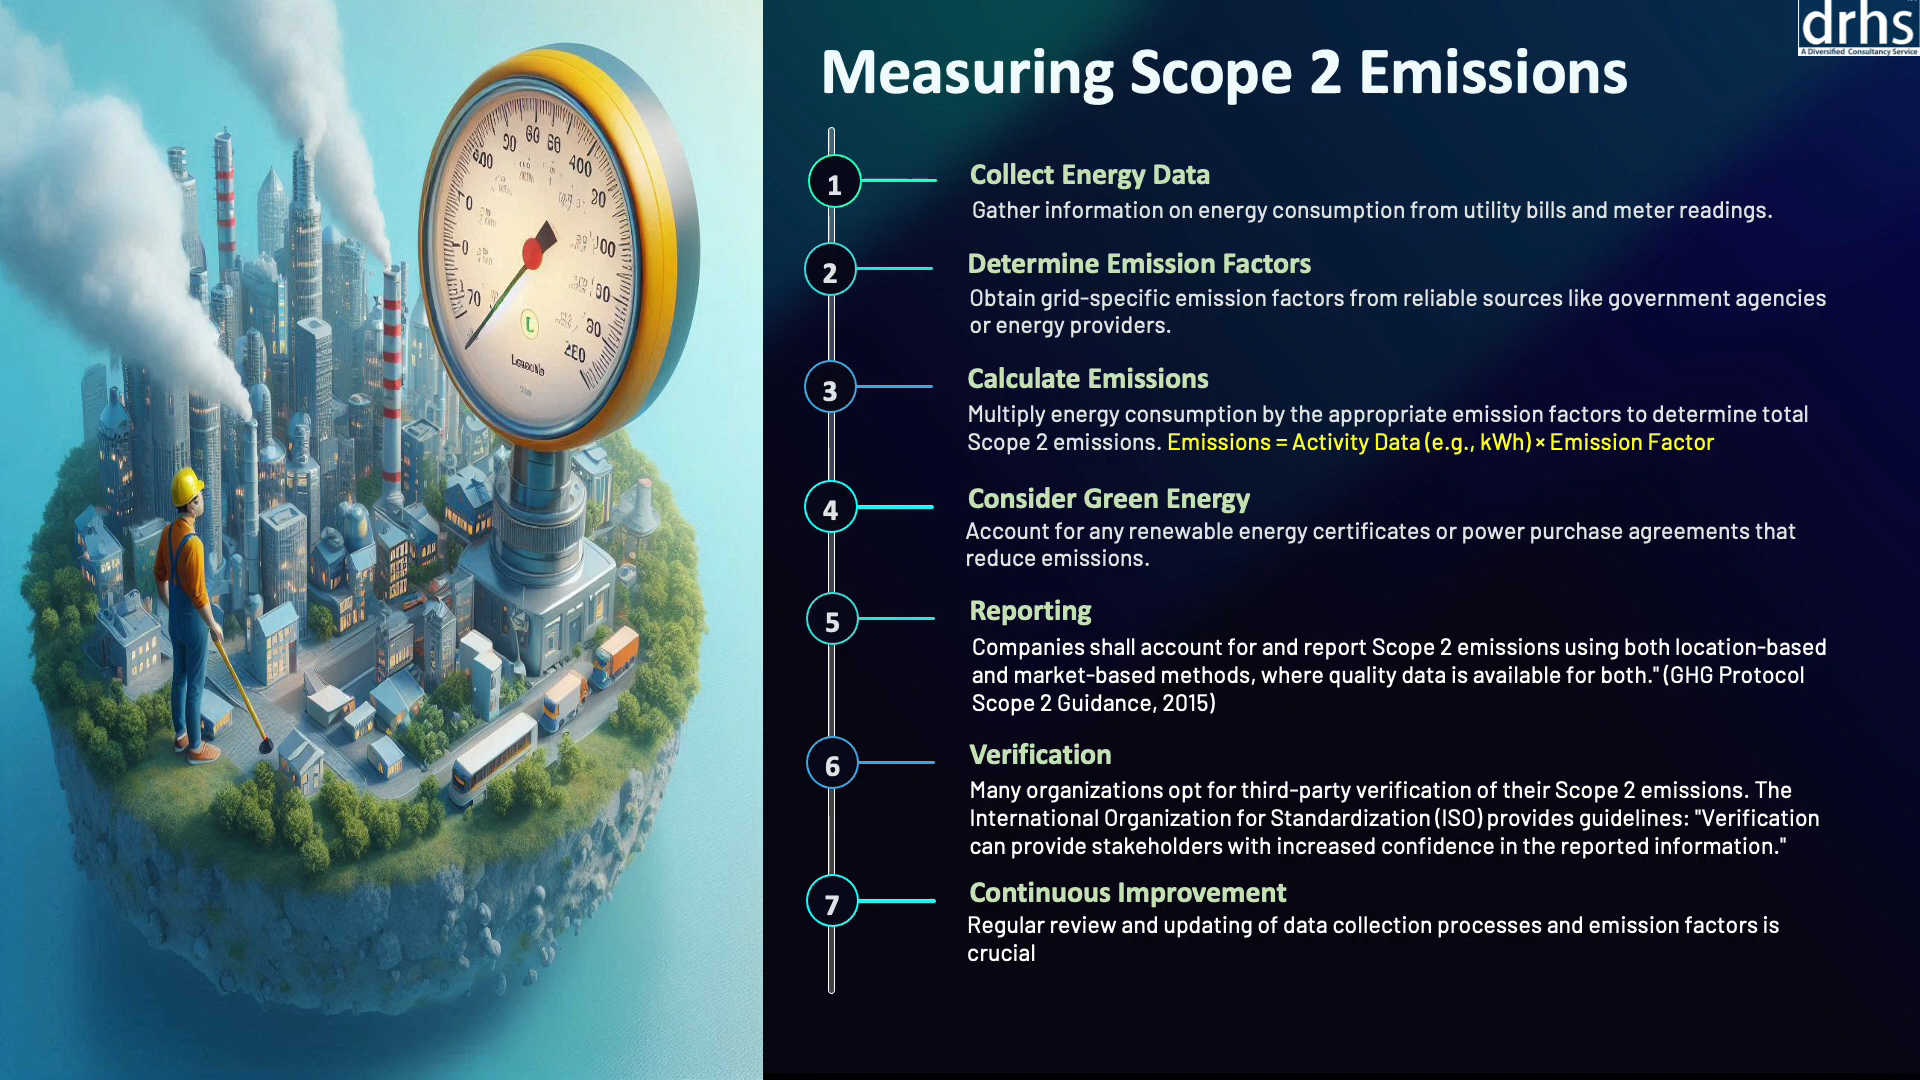 drhs
A Diversified Consultancy Service
Measuring Scope 2 Emissions
1
Collect Energy Data
Gather information on energy consumption from utility bills and meter readings.
2
Determine Emission Factors
Obtain grid-specific emission factors from reliable sources like government agencies
or energy providers.
3
Calculate Emissions
Multiply energy consumption by the appropriate emission factors to determine total
Scope 2 emissions. Emissions = Activity Data (e.g., kWh) × Emission Factor
4
Consider Green Energy
Account for any renewable energy certificates or power purchase agreements that
reduce emissions.
5
Reporting
Companies shall account for and report Scope 2 emissions using both location-based
and market-based methods, where quality data is available for both." (GHG Protocol
Scope 2 Guidance, 2015)
6
Verification
Many organizations opt for third-party verification of their Scope 2 emissions. The
International Organization for Standardization (ISO) provides guidelines: "Verification
can provide stakeholders with increased confidence in the reported information."
7
Continuous Improvement
Regular review and updating of data collection processes and emission factors is
crucial